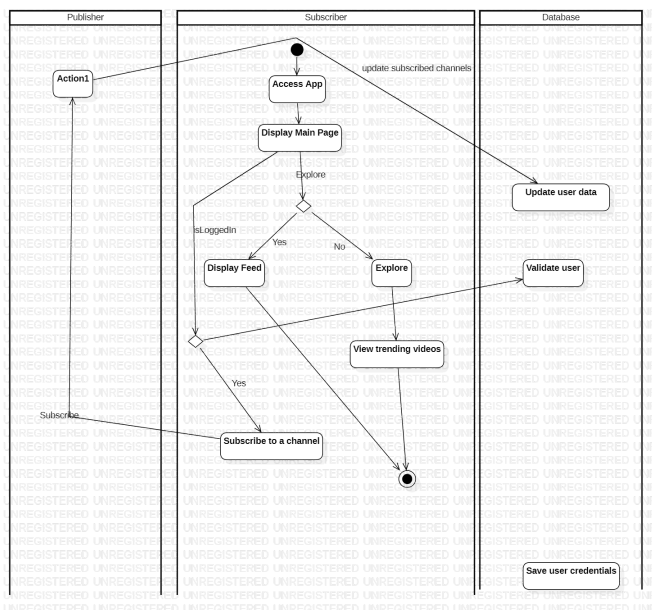 Publisher
Subscriber
Database
Action1
update subscribed channels
Access App
Display Main Page
Explore
Update user data
isLoggedIn
Yes
No
Display Feed
Explore
Validate user
View trending videos
Yes
Subscribe
Subscribe to a channel
Save user credentials
UNREGISTERED